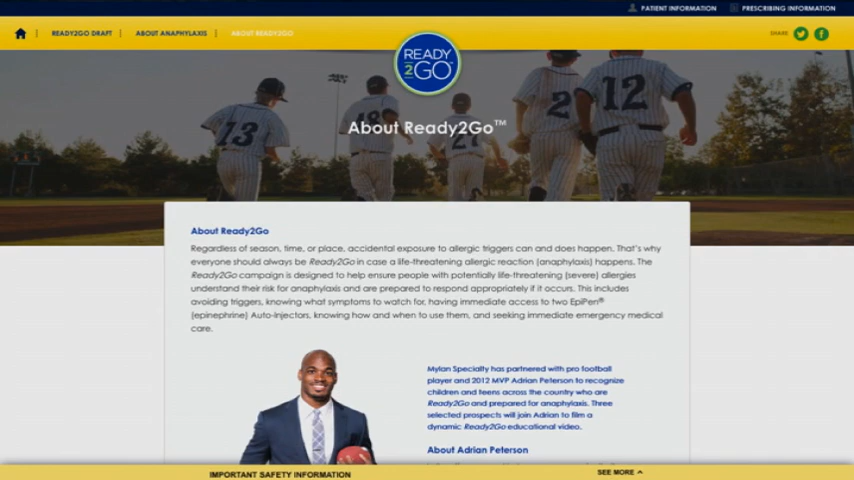 PATIENT INFORMATION
PRESCRIBING INFORMATION
READY2GO DRAFT | ABOUT ANAPHYLAXIS | ABOUT READY2GO
SHARE
READY
2GO
13
18
21
2
12
About Ready2Go™
About Ready2Go
Regardless of season, time, or place, accidental exposure to allergic triggers can and does happen. That's why
everyone should always be Ready2Go in case a life-threatening allergic reaction (anaphylaxis) happens. The
Ready2Go campaign is designed to help ensure people with potentially life-threatening (severe) allergies
understand their risk for anaphylaxis and are prepared to respond appropriately if it occurs. This includes
avoiding triggers, knowing what symptoms to watch for, having immediate access to two EpiPen®
(epinephrine) Auto-Injectors, knowing how and when to use them, and seeking immediate emergency medical
care.
Mylan Specialty has partnered with pro football
player and 2012 MVP Adrian Peterson to recognize
children and teens across the country who are
Ready2Go and prepared for anaphylaxis. Three
selected prospects will join Adrian to film a
dynamic Ready2Go educational video.
About Adrian Peterson
IMPORTANT SAFETY INFORMATION
SEE MORE